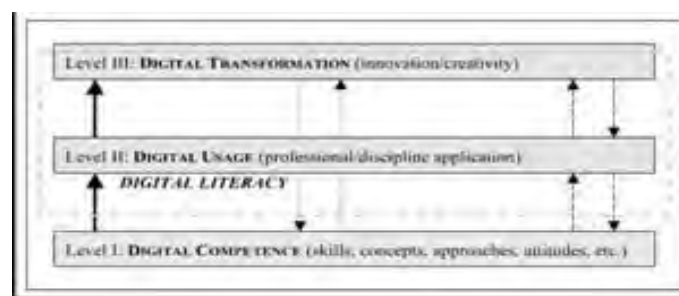 Level III: DIGITAL TRANSFORMATION (innovation/creativity)
Level II: DIGITAL USAGE (professional/discipline application)
DIGITAL LITERACY
Level I: DIGITAL COMPETENCE (skills, concepts, approaches, attitudes, etc.)